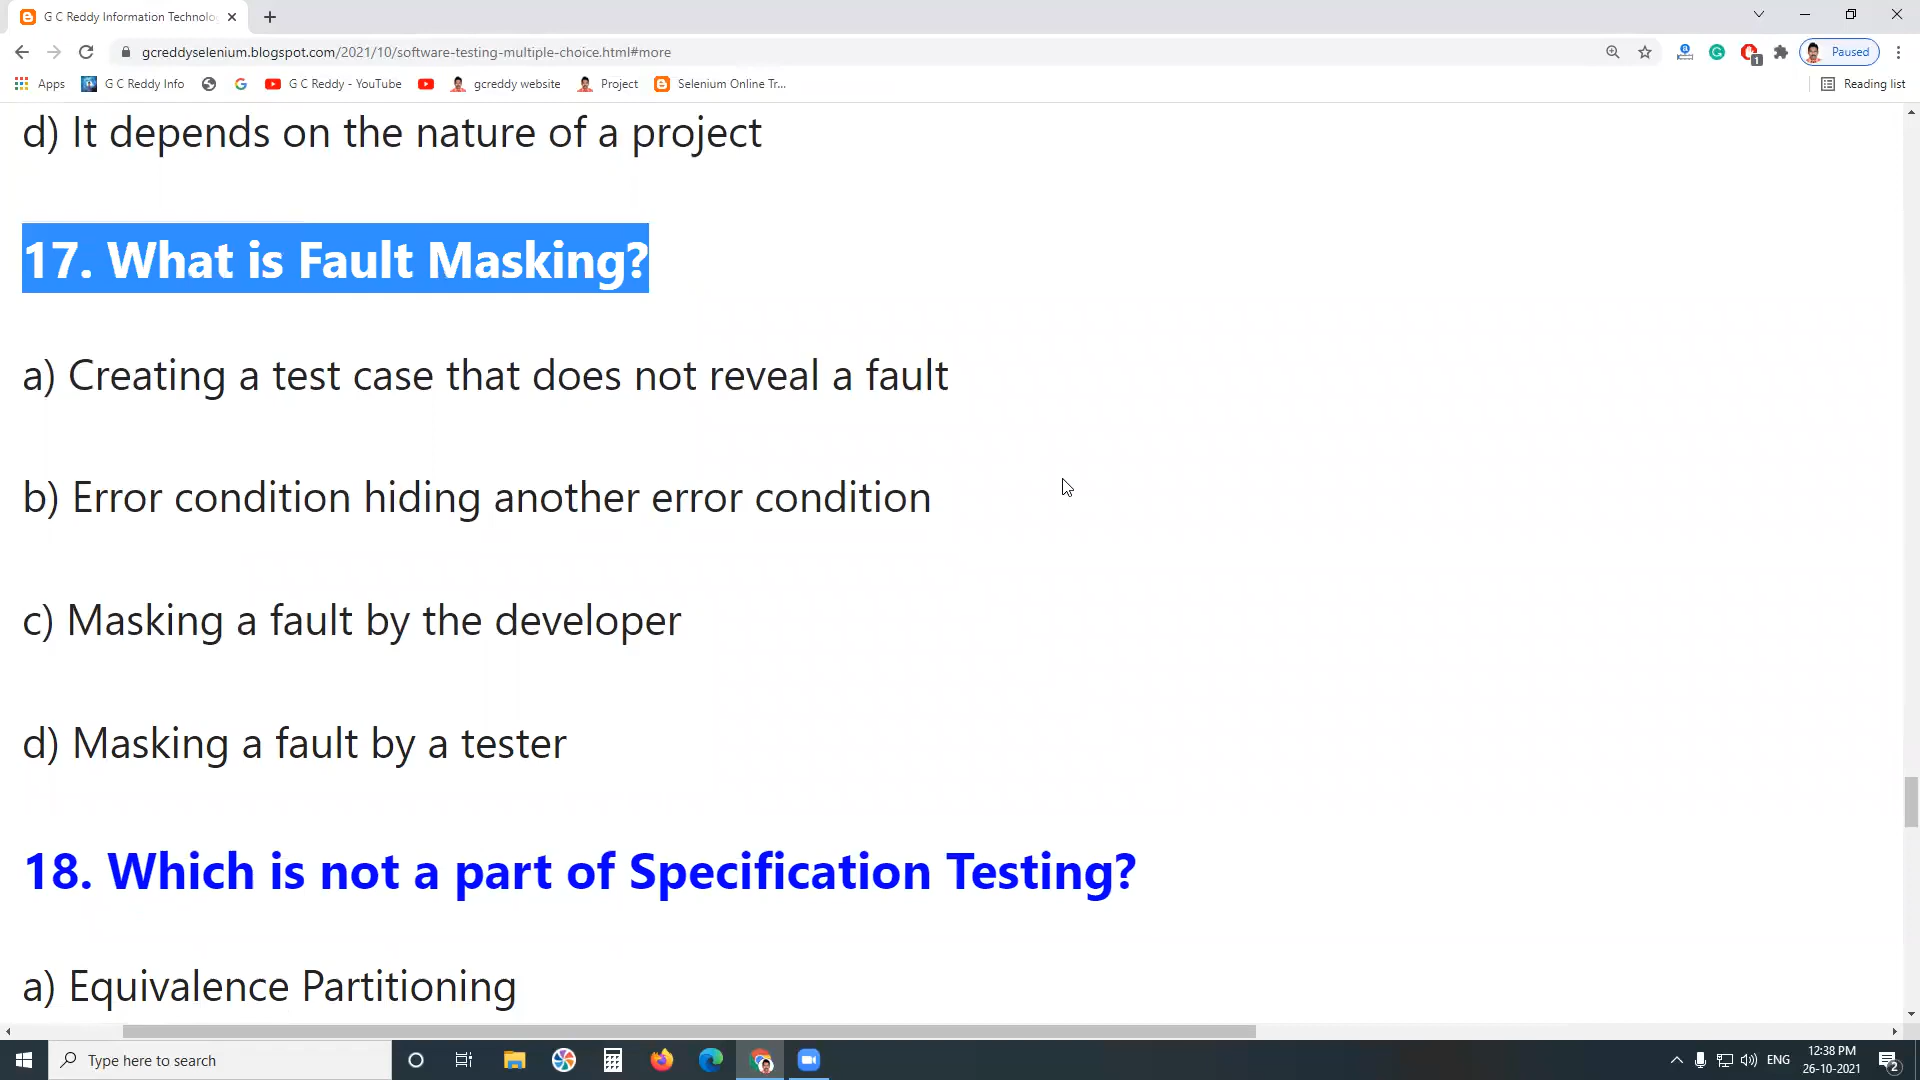 G C Reddy Information Technolo
gcreddyselenium.blogspot.com/2021/10/software-testing-multiple-choice.html#more
1
Paused
Apps
G C Reddy Info
G C Reddy - YouTube
gcreddy website
Project
Selenium Online Tr...
Reading list
d) It depends on the nature of a project
17. What is Fault Masking?
a) Creating a test case that does not reveal a fault
b) Error condition hiding another error condition
c) Masking a fault by the developer
d) Masking a fault by a tester
18. Which is not a part of Specification Testing?
a) Equivalence Partitioning
Type here to search
ENG
12:38 PM
26-10-2021
2